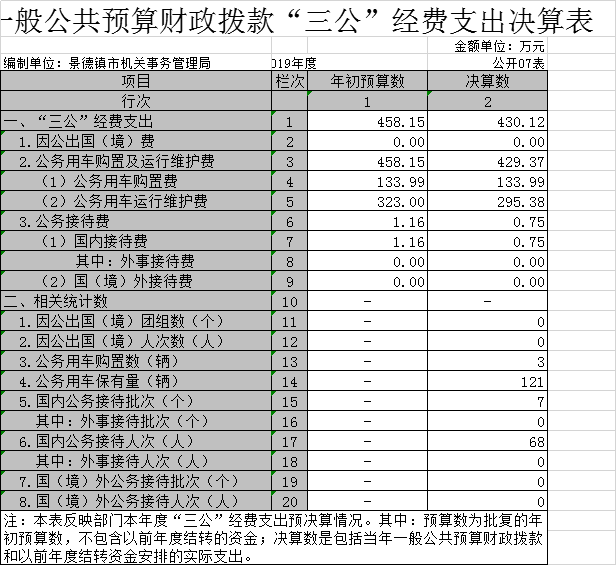 一般公共预算财政拨款“三公”经费支出决算表
金额单位：万元
编制单位：景德镇市机关事务管理局 2019年度 公开07表
项目 栏次 年初预算数 决算数
行次 1 2
一、“三公”经费支出 1 458.15 430.12
1.因公出国（境）费 2 0.00 0.00
2.公务用车购置及运行维护费 3 458.15 429.37
（1）公务用车购置费 4 133.99 133.99
（2）公务用车运行维护费 5 323.00 295.38
3.公务接待费 6 1.16 0.75
（1）国内接待费 7 1.16 0.75
其中：外事接待费 8 0.00 0.00
（2）国（境）外接待费 9 0.00 0.00
二、相关统计数 10 – –
1.因公出国（境）团组数（个） 11 – 0
2.因公出国（境）人次数（人） 12 – 0
3.公务用车购置数（辆） 13 – 3
4.公务用车保有量（辆） 14 – 121
5.国内公务接待批次（个） 15 – 7
其中：外事接待批次（个） 16 – 0
6.国内公务接待人次（人） 17 – 68
其中：外事接待人次（人） 18 – 0
7.国（境）外公务接待批次（个） 19 – 0
8.国（境）外公务接待人次（人） 20 – 0
注：本表反映部门本年度“三公”经费支出预决算情况。其中：预算数为批复的年
初预算数，不包含以前年度结转的资金；决算数是包括当年一般公共预算财政拨款
和以前年度结转资金安排的实际支出。